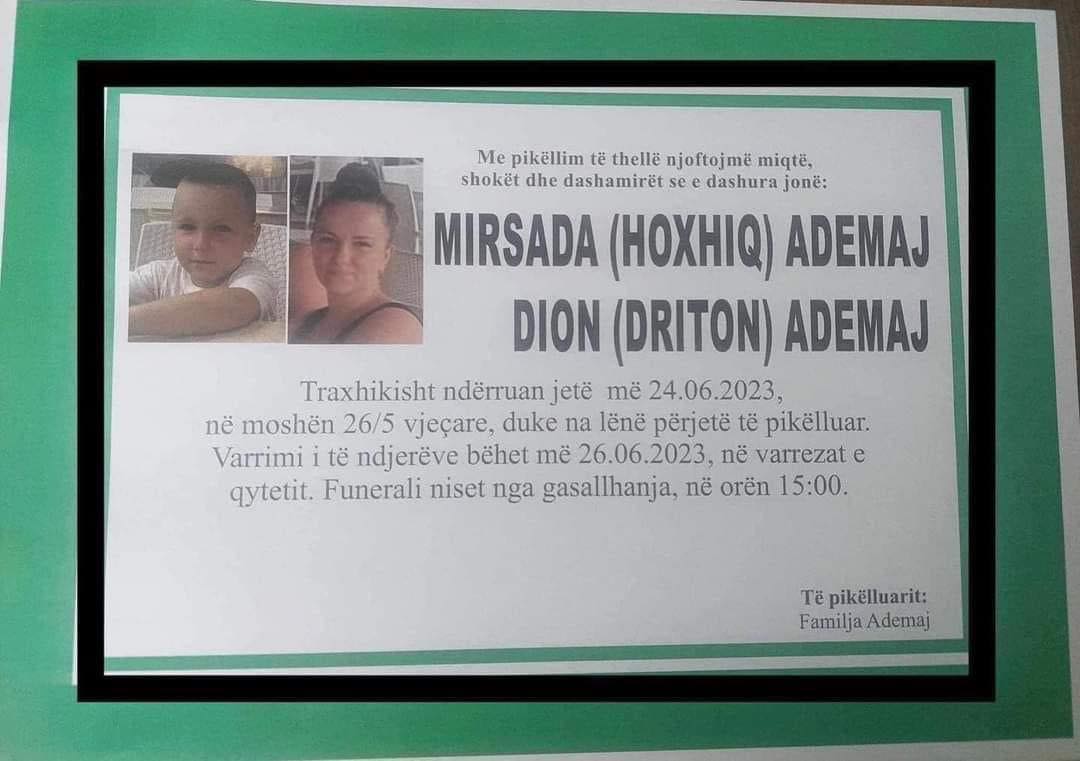 Me pikëllim të thellë njoftojmë miqtë,
shokët dhe dashamirët se e dashura jonë:
MIRSADA (HOXHIQ) ADEMAJ
DION (DRITON) ADEMAJ
Traxhikisht ndërruan jetë më 24.06.2023,
në moshën 26/5 vjeçare, duke na lënë përjetë të pikëlluar.
Varrimi i të ndjerëve bëhet më 26.06.2023, në varrezat e
qytetit. Funerali niset nga gasallhanja, në orën 15:00.
Të pikëlluarit:
Familja Ademaj